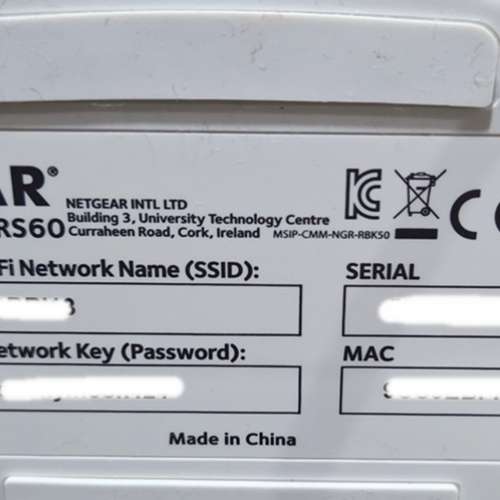 AR®
RS60
NETGEAR INTL LTD
Building 3, University Technology Centre
Curraheen Road, Cork, Ireland MSIP-CMM-NGR-RBK50
CE
Fi Network Name (SSID):
SERIAL
etwork Key (Password):
MAC
Made in China